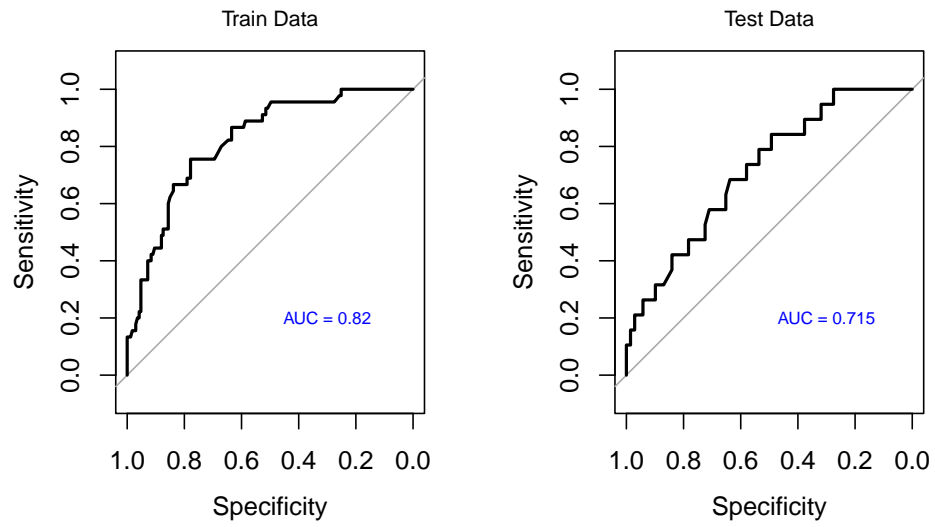 Train Data
Sensitivity
1.0
0.8
0.6
0.4
0.2
0.0
AUC = 0.82
1.0 0.8 0.6 0.4 0.2 0.0
Specificity
Test Data
Sensitivity
1.0
0.8
0.6
0.4
0.2
0.0
AUC = 0.715
1.0 0.8 0.6 0.4 0.2 0.0
Specificity